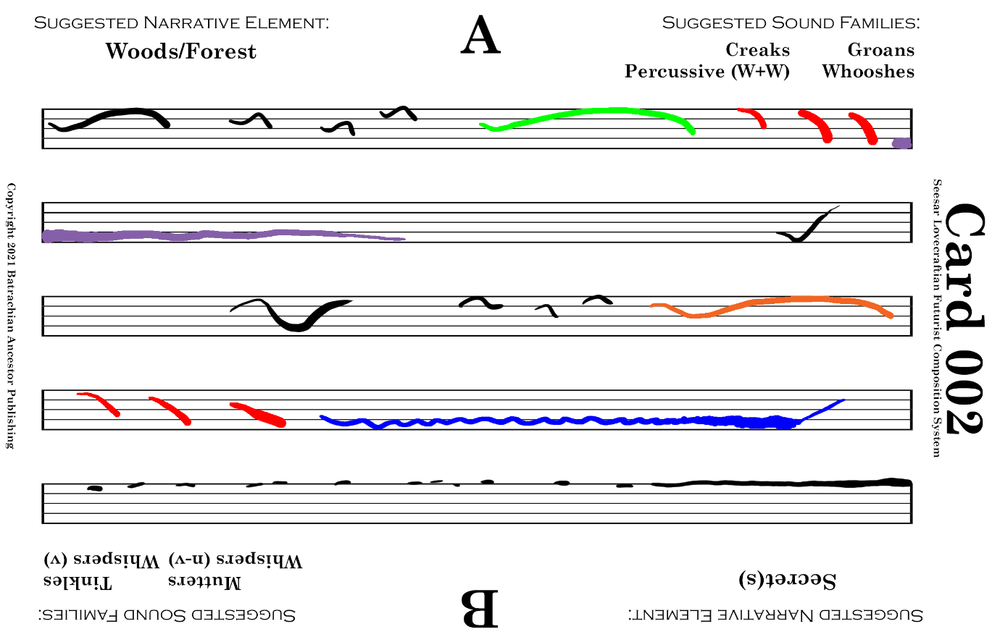 Suggested Narrative Element:
Woods/Forest
A
Suggested Sound Families:
Creaks Groans
Percussive (W+W) Whooshes
Copyright 2021 Batrachian Ancestor Publishing
Seesar Lovecraftian Futurist Composition System
Card 002
B
Suggested Narrative Element:
Secret(s)
Suggested Sound Families:
Mutters Tinkles
Whispers (n-v) Whispers (v)